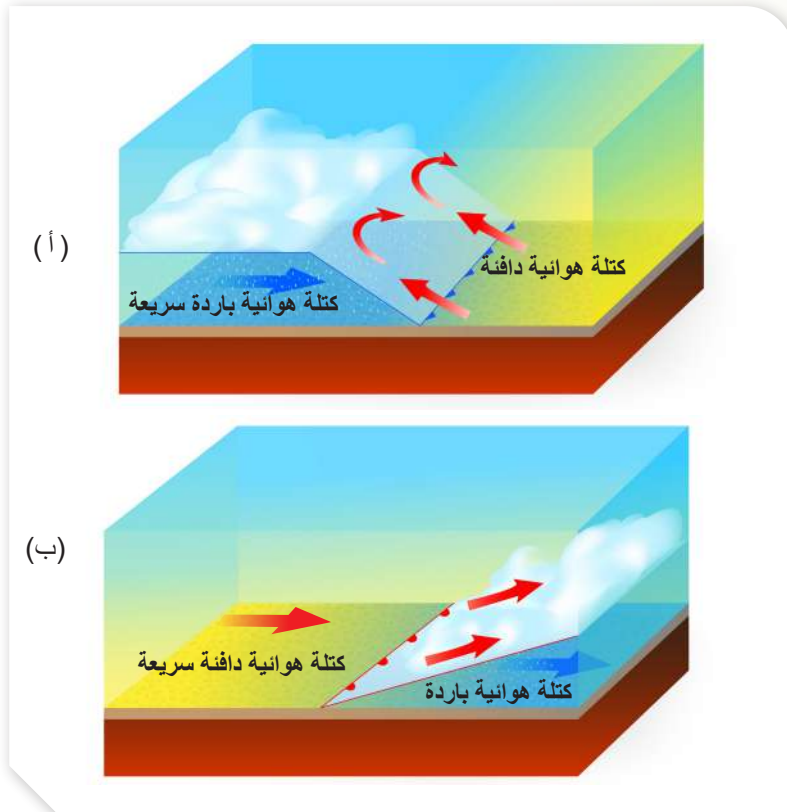 (أ)
كتلة هوائية دافئة
كتلة هوائية باردة سريعة
(ب)
كتلة هوائية دافئة سريعة
كتلة هوائية باردة